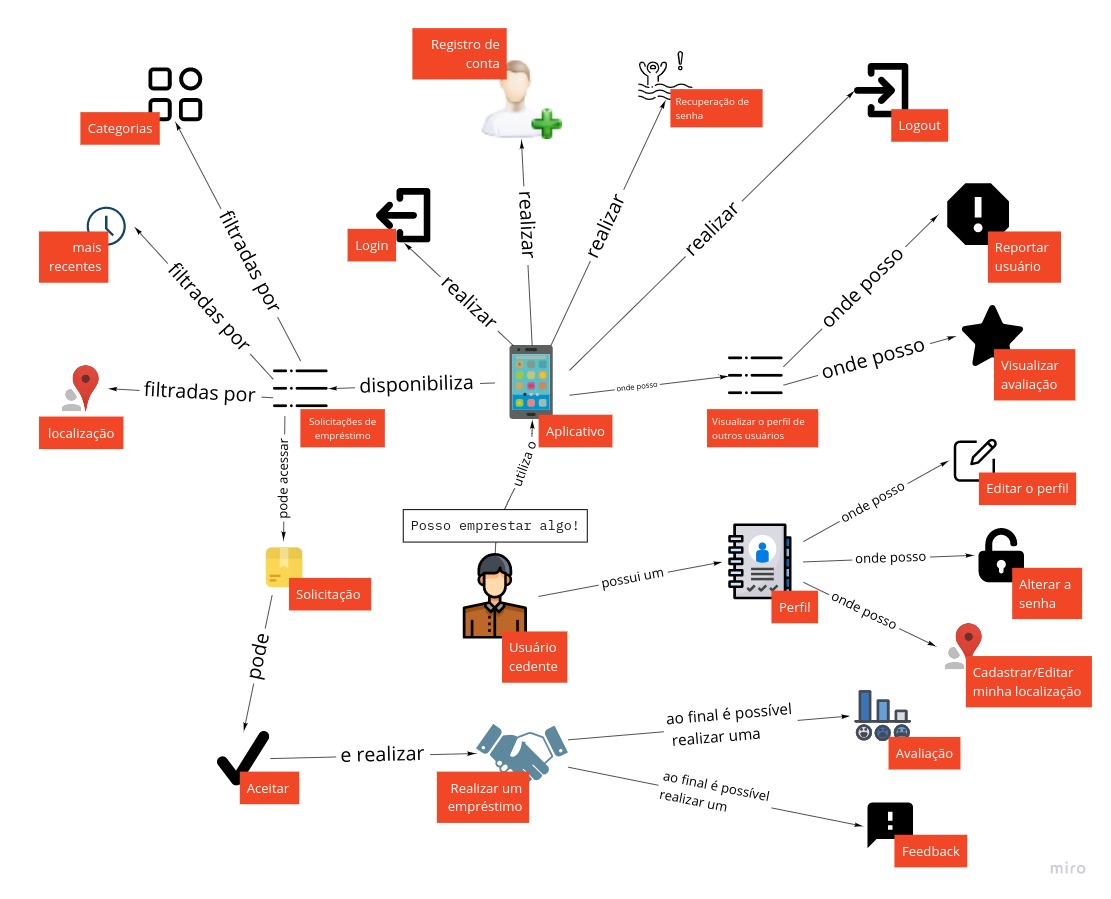 Registro de
conta
Recuperação de
senha
Logout
Categorias
Login
mais
recentes
Reportar
usuário
filtradas por
filtradas por
filtradas por
realizar
realizar
realizar
realizar
onde posso
onde posso
onde posso
disponibiliza
localização
Solicitações de
empréstimo
Aplicativo
Visualizar o perfil de
outros usuários
Visualizar
avaliação
pode acessar
utiliza o
Posso emprestar algo!
Solicitação
possui um
onde posso
onde posso
onde posso
Editar o perfil
Alterar a
senha
Perfil
Usuário
cedente
Cadastrar/Editar
minha localização
pode
Aceitar
e realizar
Realizar um
empréstimo
ao final é possível
realizar uma
Avaliação
ao final é possível
realizar um
Feedback
miro